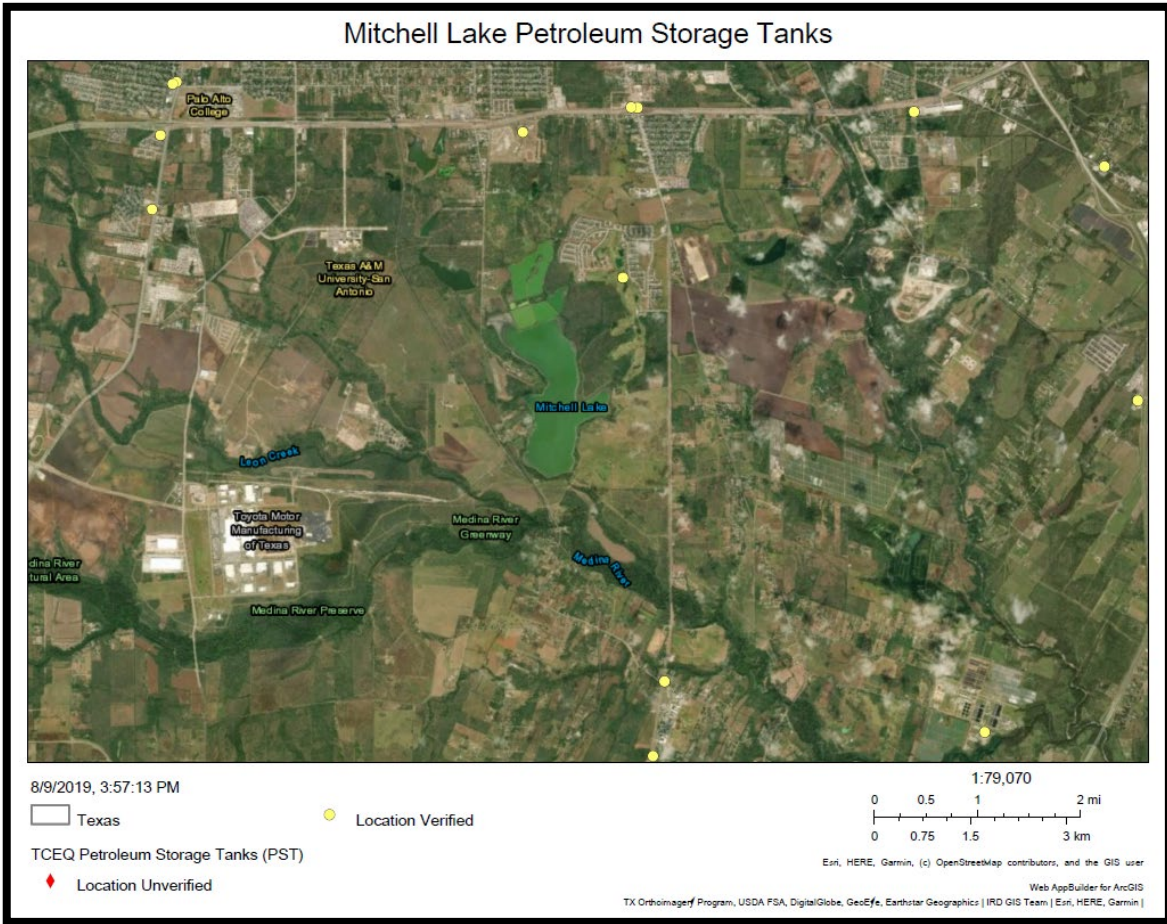 Mitchell Lake Petroleum Storage Tanks
Palo Alto
College
Texas A&M
University-San
Antonio
Mitchell Lake
Leon Creek
Toyota Motor
Manufacturing
of Texas
Medina River
Greenway
Medina River
dina River
tural Area
Medina River Preserve
8/9/2019, 3:57:13 PM
Texas
Location Verified
TCEQ Petroleum Storage Tanks (PST)
Location Unverified
1:79,070
0 0.5 1 2 mi
0 0.75 1.5 3 km
Esri, HERE, Garmin, (c) OpenStreetMap contributors, and the GIS user
Web AppBuilder for ArcGIS
TX Orthoimagery Program, USDA FSA, DigitalGlobe, GeoEye, Earthstar Geographics | IRD GIS Team | Esri, HERE, Garmin |